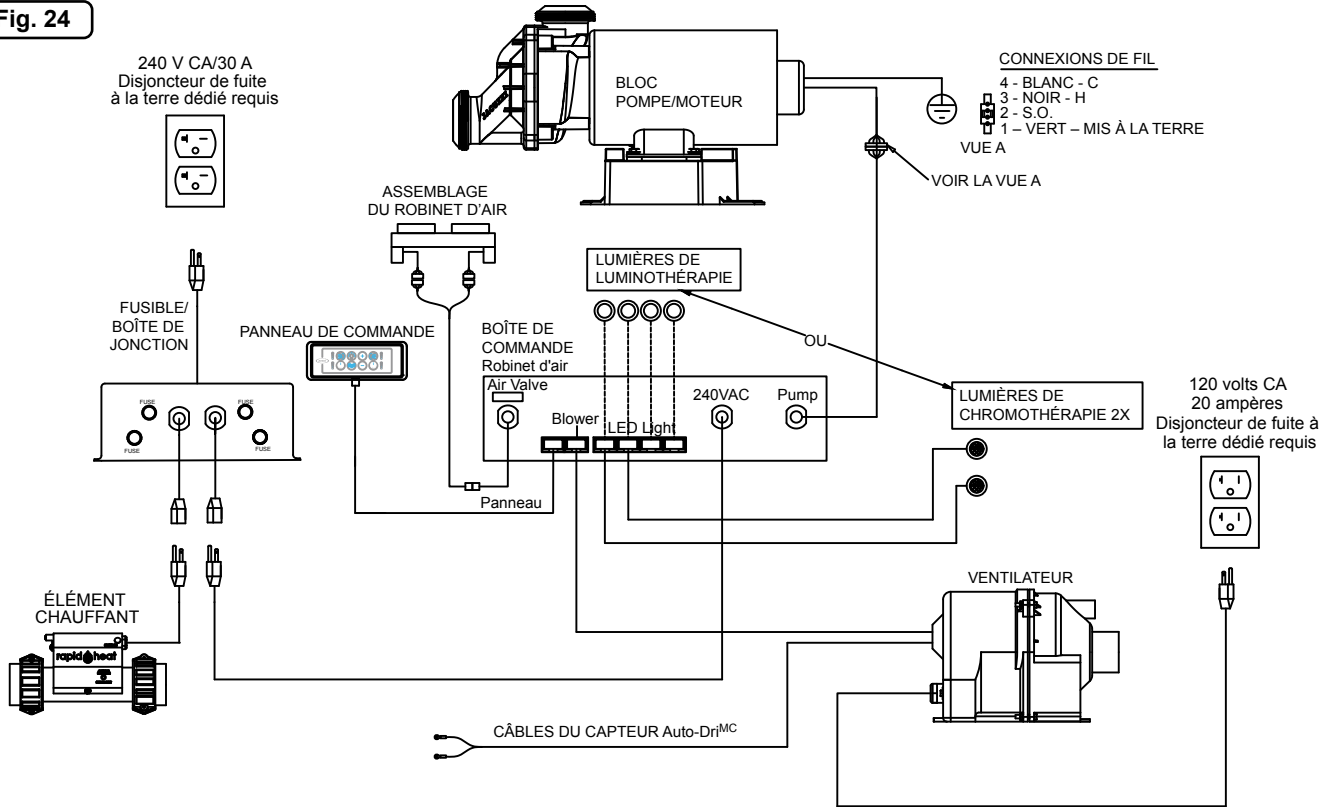 Fig. 24
240 V CA/30 A
Disjoncteur de fuite
à la terre dédié requis
BLOC
POMPE/MOTEUR
CONNEXIONS DE FIL
4 - BLANC - C
3 - NOIR - H
2 - S.O.
1 – VERT – MIS À LA TERRE
VUE A
VOIR LA VUE A
ASSEMBLAGE
DU ROBINET D'AIR
LUMIÈRES DE
LUMINOTHÉRAPIE
FUSIBLE/
BOÎTE DE
JONCTION
PANNEAU DE COMMANDE
BOÎTE DE
COMMANDE
Robinet d'air
Air Valve
Blower
LED Light
240VAC
Pump
Panneau
OU
LUMIÈRES DE
CHROMOTHÉRAPIE 2X
120 volts CA
20 ampères
Disjoncteur de fuite à
la terre dédié requis
FUSE
FUSE
FUSE
FUSE
ÉLÉMENT
CHAUFFANT
rapid heat
VENTILATEUR
CÂBLES DU CAPTEUR Auto-DriMC